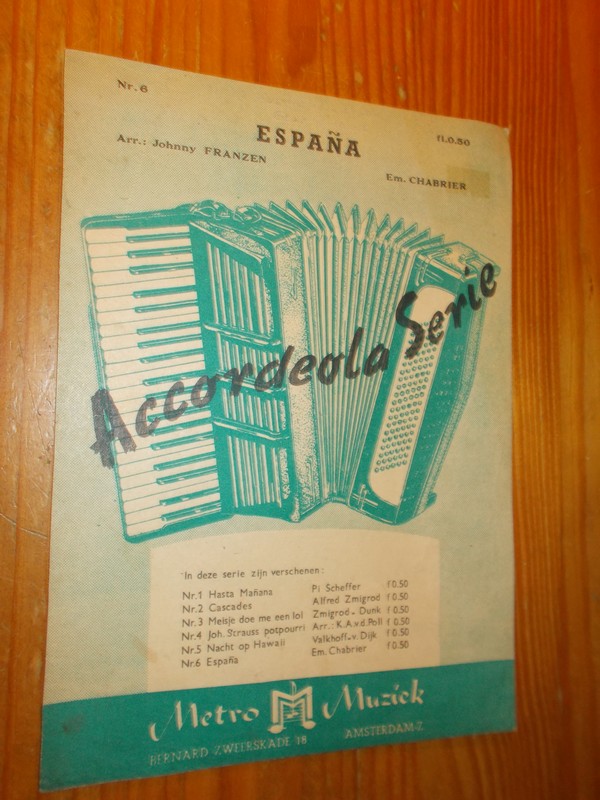 Nr. 6
ESPAÑA
fl.0.50
Arr.: Johnny FRANZEN
Em. CHABRIER
Accordeola Serie
In deze serie zijn verschenen:
Nr.1 Hasta Mañana Pi Scheffer f 0.50
Nr.2 Cascades Alfred Zmigrod f 0.50
Nr.3 Meisje doe me een lol Zmigrod - Dunk f 0.50
Nr.4 Joh. Strauss potpourri Arr.: K.A.v.d.Poll f 0.50
Nr.5 Nacht op Hawaii Valkhoff-v. Dijk f 0.50
Nr.6 España Em. Chabrier f 0.50
Metro M Muziek
BERNARD ZWEERSKADE 18 AMSTERDAM-Z.